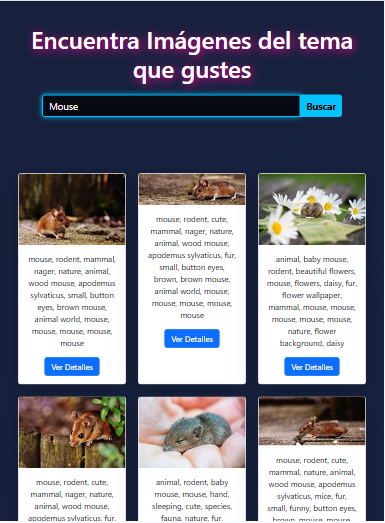 Encuentra Imágenes del tema
que gustes
Mouse
Buscar
mouse, rodent, mammal,
nager, nature, animal,
wood mouse, apodemus
sylvaticus, small, button
eyes, brown mouse,
animal world, mouse,
mouse, mouse, mouse,
mouse
Ver Detalles
mouse, rodent, cute,
mammal, nager, nature,
animal, wood mouse,
apodemus sylvaticus, fur,
small, button eyes,
brown, brown mouse,
animal world, mouse,
mouse, mouse, mouse,
mouse
Ver Detalles
animal, baby mouse,
rodent, beautiful flowers,
mouse, flowers, daisy, fur,
flower wallpaper,
mammal, mouse, mouse,
mouse, mouse, mouse,
nature, flower
background, daisy
Ver Detalles
mouse, rodent, cute,
mammal, nager, nature,
animal, wood mouse,
apodemus sylvaticus, fur,
animal, rodent, baby
mouse, mouse, hand,
sleeping, cute, species,
fauna, nature, fur,
mouse, rodent, cute,
mammal, nature, animal,
wood mouse, apodemus
sylvaticus, mice, fur,
small, funny, button eyes,
brown, mouse, mouse